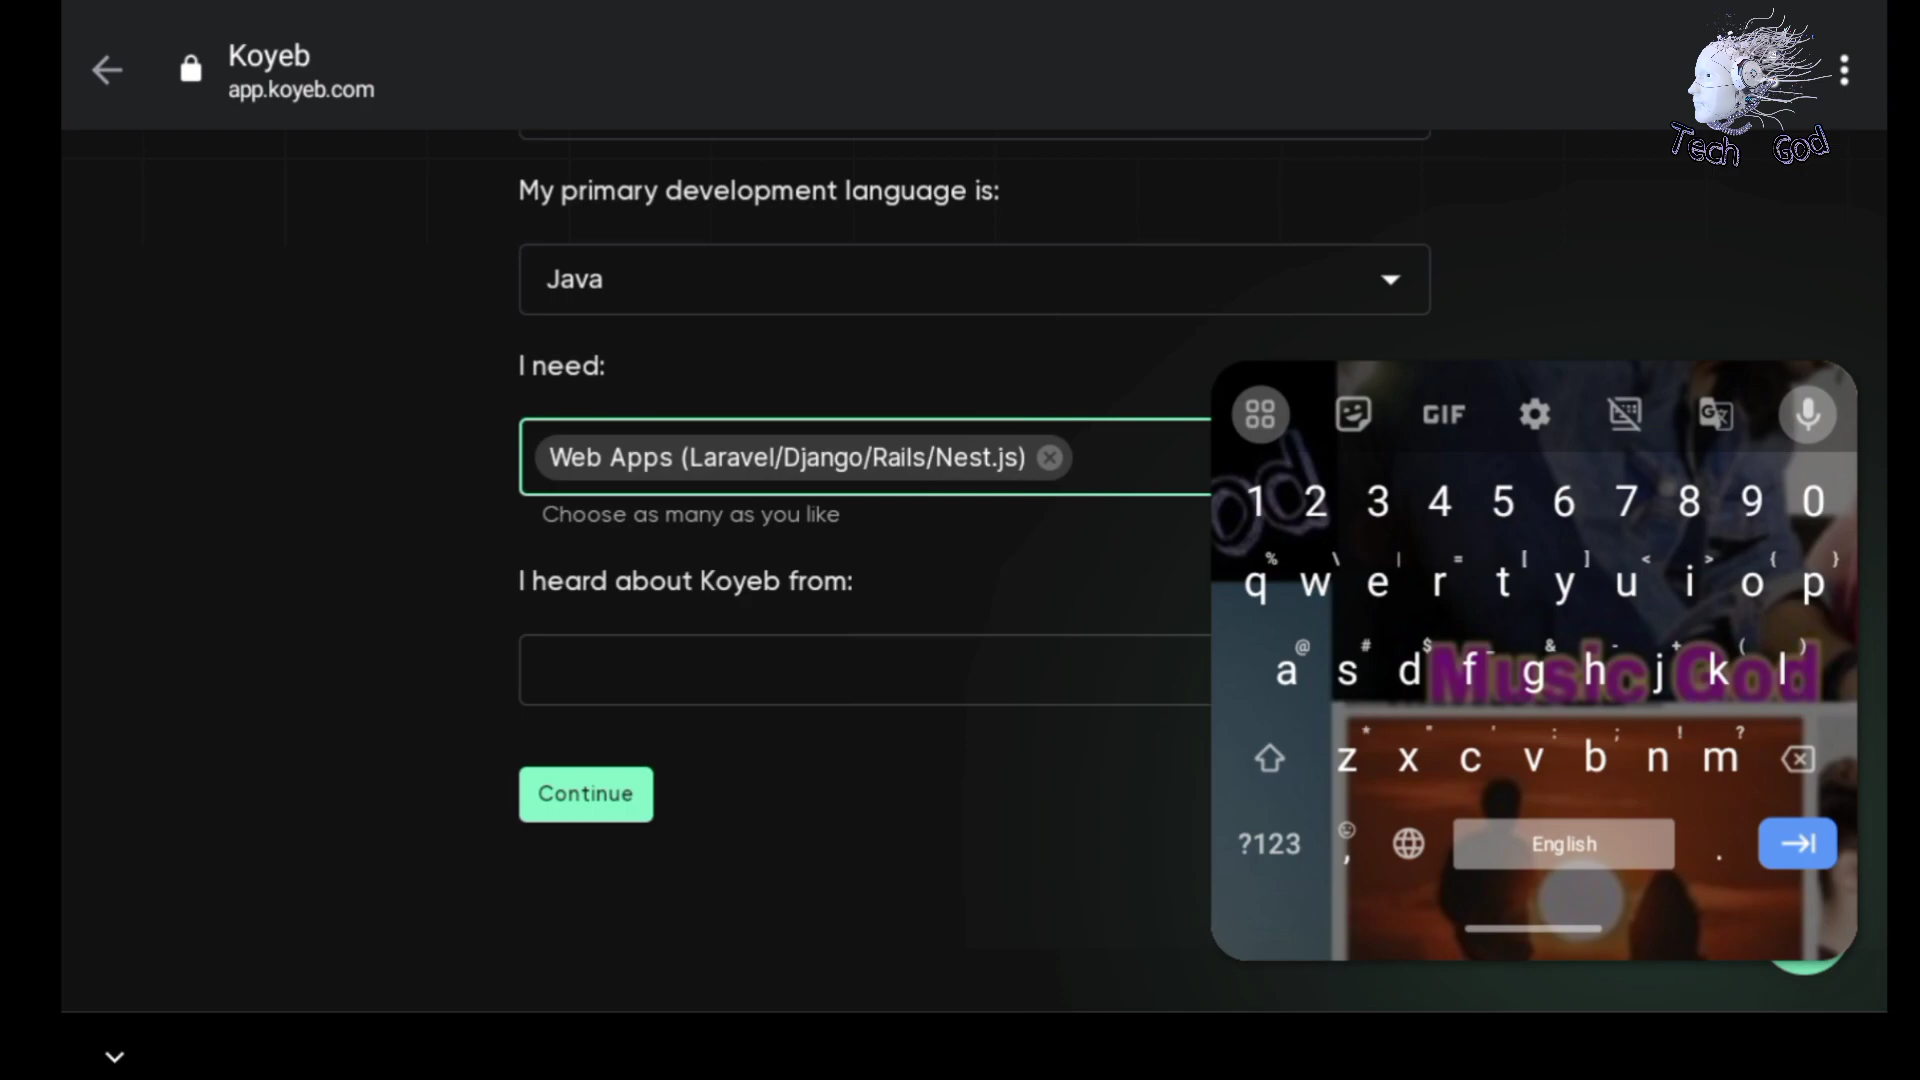 Koyeb
app.koyeb.com
Tech God
My primary development language is:
Java
I need:
Web Apps (Laravel/Django/Rails/Nest.js)
Choose as many as you like
I heard about Koyeb from:
Continue
GIF
od
1 2 3 4 5 6 7 8 9 0
% \ | = [ ] < > { }
q w e r t y u i o p
@ # $ _ & - + ( )
a s d f g h j k l
Music God
* " ' : ; ! ?
z x c v b n m
?123 , English .